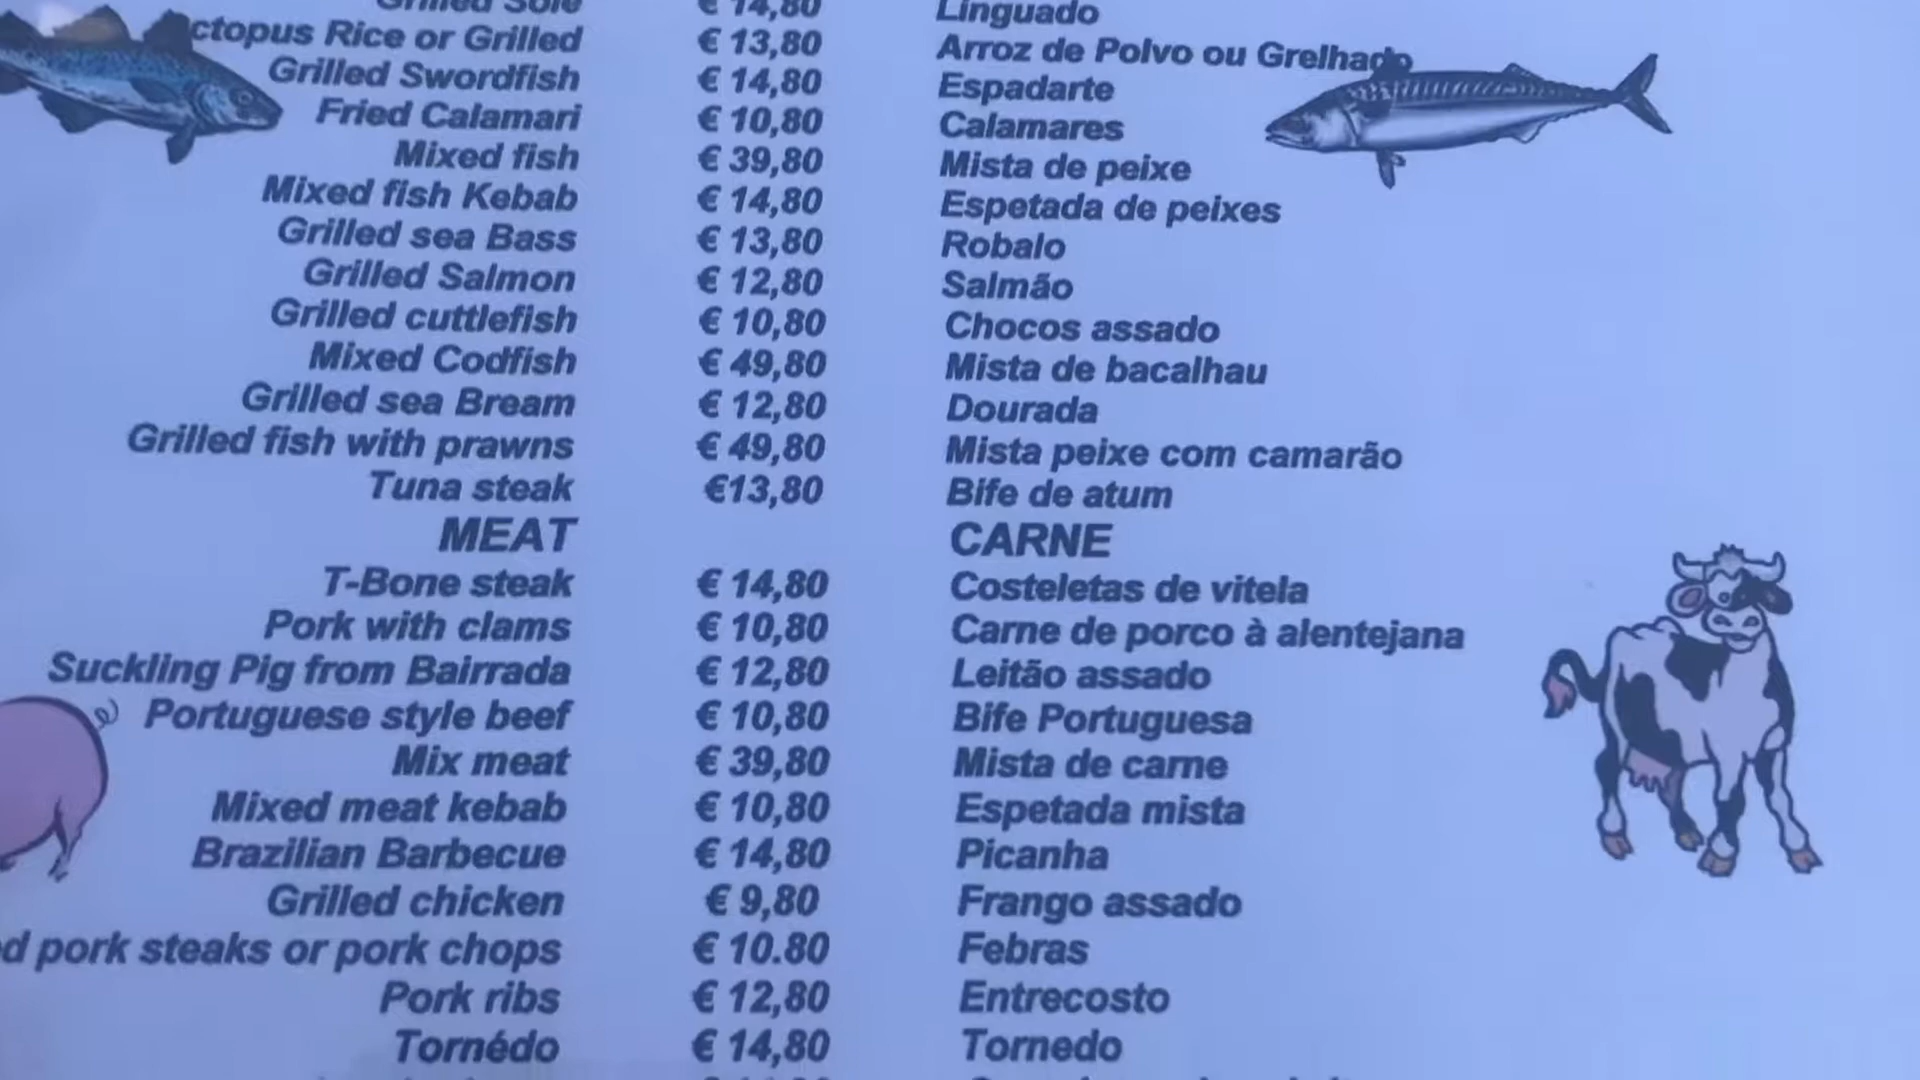 Grilled Sole € 14,80 Linguado
ctopus Rice or Grilled € 13,80 Arroz de Polvo ou Grelhado
Grilled Swordfish € 14,80 Espadarte
Fried Calamari € 10,80 Calamares
Mixed fish € 39,80 Mista de peixe
Mixed fish Kebab € 14,80 Espetada de peixes
Grilled sea Bass € 13,80 Robalo
Grilled Salmon € 12,80 Salmão
Grilled cuttlefish € 10,80 Chocos assado
Mixed Codfish € 49,80 Mista de bacalhau
Grilled sea Bream € 12,80 Dourada
Grilled fish with prawns € 49,80 Mista peixe com camarão
Tuna steak €13,80 Bife de atum
MEAT CARNE
T-Bone steak € 14,80 Costeletas de vitela
Pork with clams € 10,80 Carne de porco à alentejana
Suckling Pig from Bairrada € 12,80 Leitão assado
Portuguese style beef € 10,80 Bife Portuguesa
Mix meat € 39,80 Mista de carne
Mixed meat kebab € 10,80 Espetada mista
Brazilian Barbecue € 14,80 Picanha
Grilled chicken € 9,80 Frango assado
d pork steaks or pork chops € 10.80 Febras
Pork ribs € 12,80 Entrecosto
Tornédo € 14,80 Tornedo